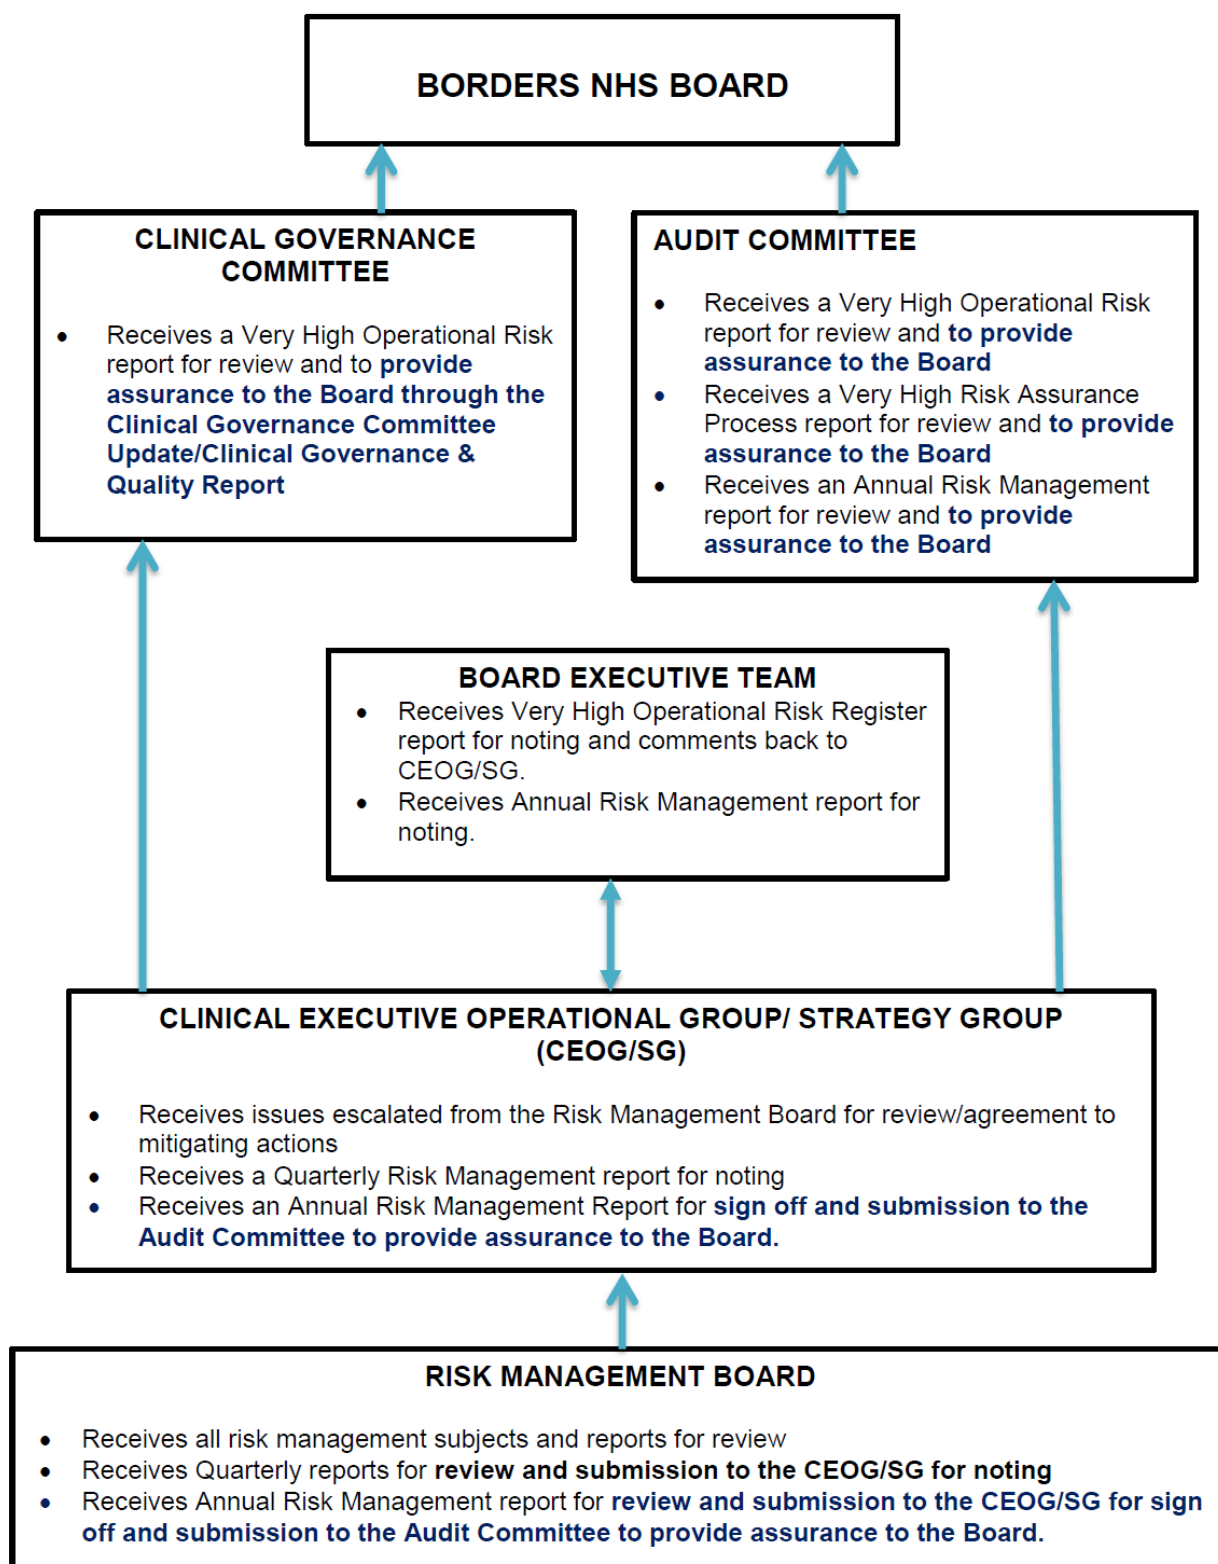 BORDERS NHS BOARD
CLINICAL GOVERNANCE
COMMITTEE
• Receives a Very High Operational Risk
report for review and to provide
assurance to the Board through the
Clinical Governance Committee
Update/Clinical Governance &
Quality Report
AUDIT COMMITTEE
• Receives a Very High Operational Risk
report for review and to provide
assurance to the Board
• Receives a Very High Risk Assurance
Process report for review and to provide
assurance to the Board
• Receives an Annual Risk Management
report for review and to provide
assurance to the Board
BOARD EXECUTIVE TEAM
• Receives Very High Operational Risk Register
report for noting and comments back to
CEOG/SG.
• Receives Annual Risk Management report for
noting.
CLINICAL EXECUTIVE OPERATIONAL GROUP/ STRATEGY GROUP
(CEOG/SG)
• Receives issues escalated from the Risk Management Board for review/agreement to
mitigating actions
• Receives a Quarterly Risk Management report for noting
• Receives an Annual Risk Management Report for sign off and submission to the
Audit Committee to provide assurance to the Board.
RISK MANAGEMENT BOARD
• Receives all risk management subjects and reports for review
• Receives Quarterly reports for review and submission to the CEOG/SG for noting
• Receives Annual Risk Management report for review and submission to the CEOG/SG for sign
off and submission to the Audit Committee to provide assurance to the Board.